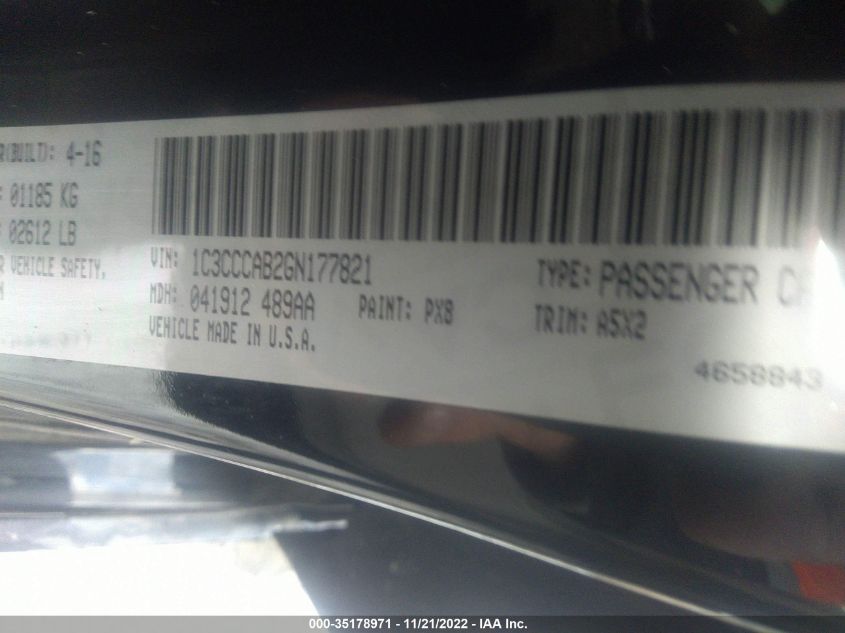 R(BUILT): 4-16
: 01185 KG
: 02612 LB
R VEHICLE SAFETY,
VIN: 1C3CCCAB2GN177821
TYPE: PASSENGER
MDH: 041912 489AA
PAINT: PX8
TRIM: A5X2
VEHICLE MADE IN U.S.A.
4658843
000-35178971 - 11/21/2022 - IAA Inc.